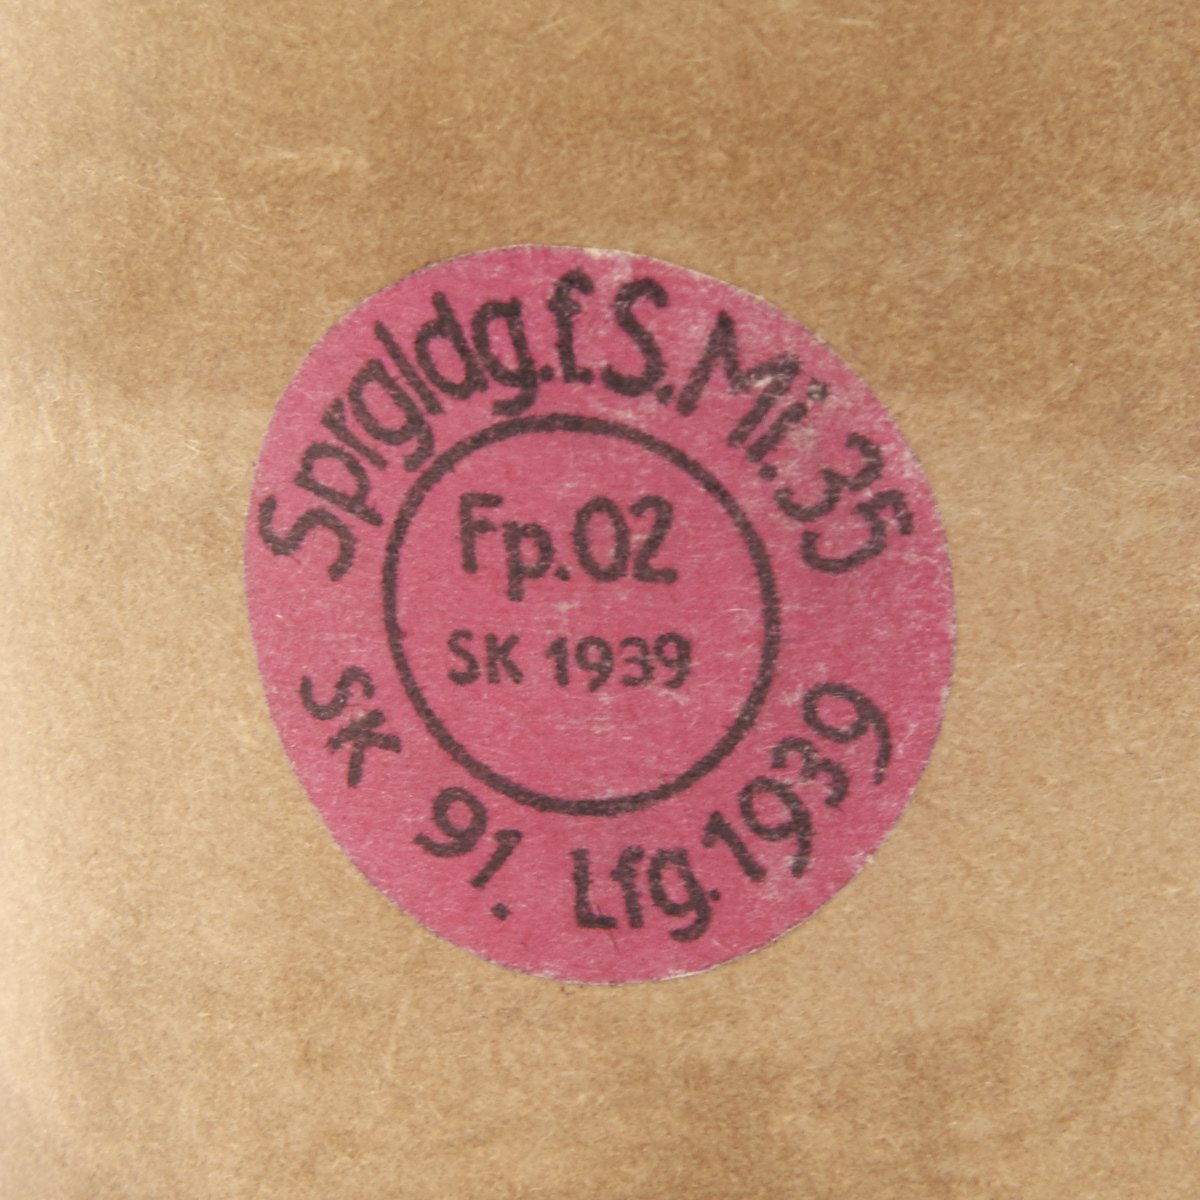 Sprgldg.f.S.Mi.35
Fp.02
SK 1939
SK 91. Lfg.1939